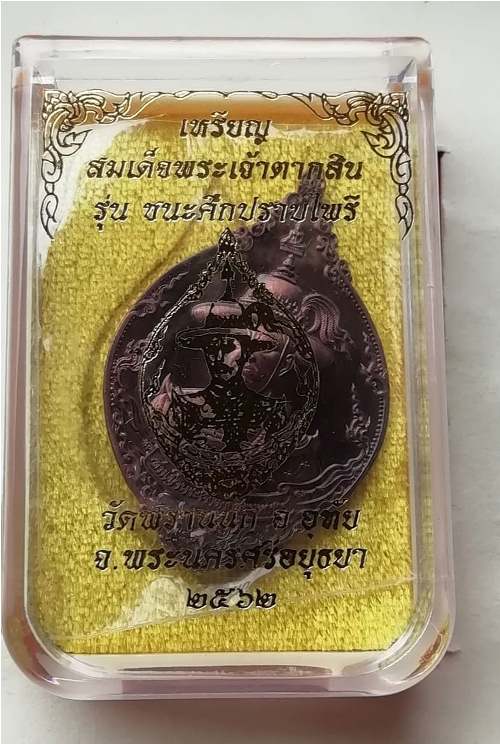 เหรียญ
สมเด็จพระเจ้าตากสิน
รุ่น ชนะศึกปราบไพรี
วัดพรานนก อ.อุทัย
จ.พระนครศรีอยุธยา
๒๕๖๒